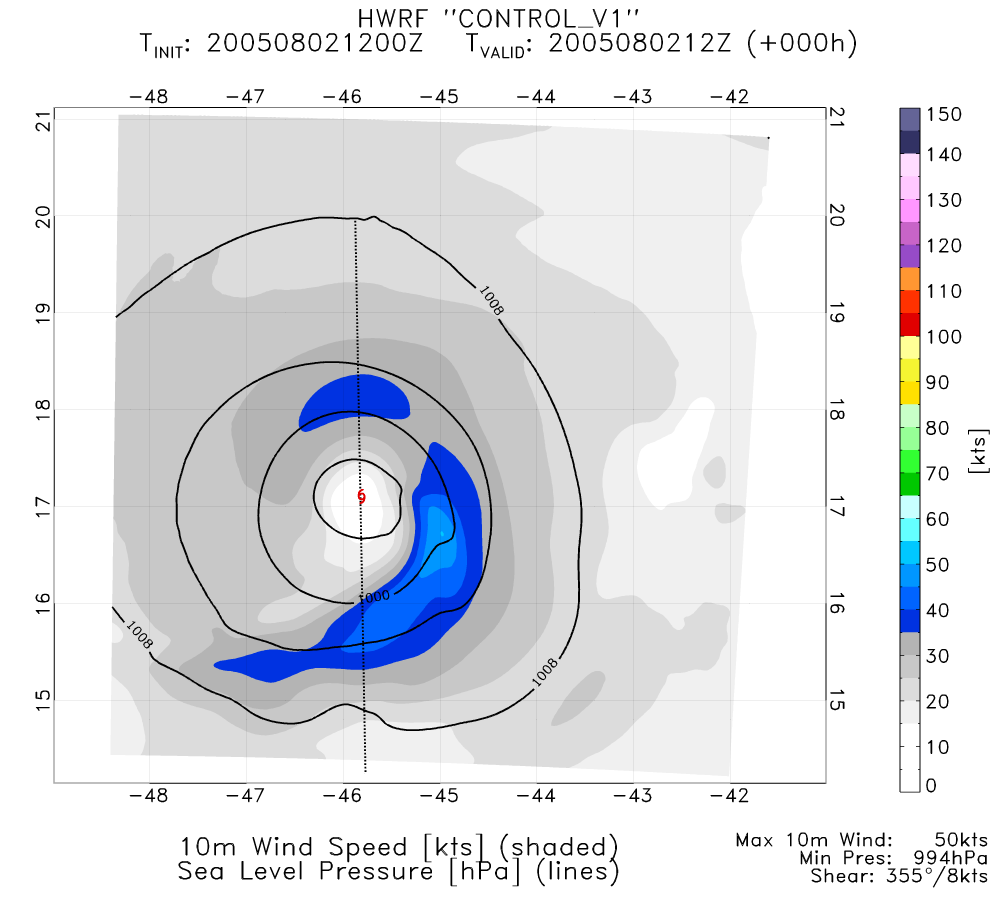 HWRF "CONTROL_V1"
TINIT: 200508021200Z TVALID: 2005080212Z (+000h)
-48 -47 -46 -45 -44 -43 -42
21 21
20 20
19 19
18 18
17 17
16 16
15 15
1008
1000
1008
1008
-48 -47 -46 -45 -44 -43 -42
150
140
130
120
110
100
90
80
70
60
50
40
30
20
10
0
[kts]
10m Wind Speed [kts] (shaded)
Sea Level Pressure [hPa] (lines)
Max 10m Wind: 50kts
Min Pres: 994hPa
Shear: 355°/8kts